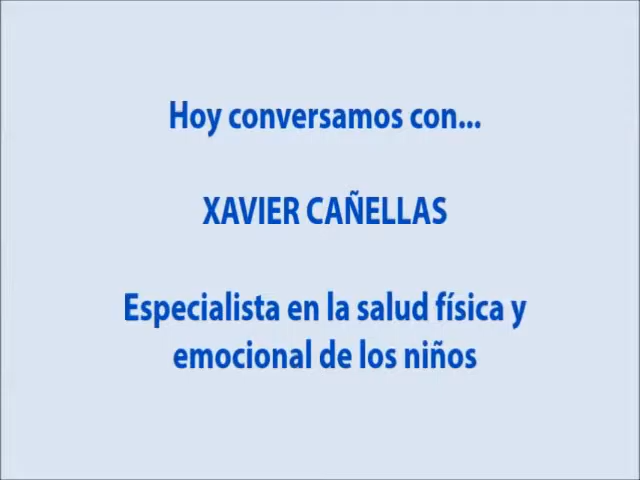 Hoy conversamos con...
XAVIER CAÑELLAS
Especialista en la salud física y
emocional de los niños